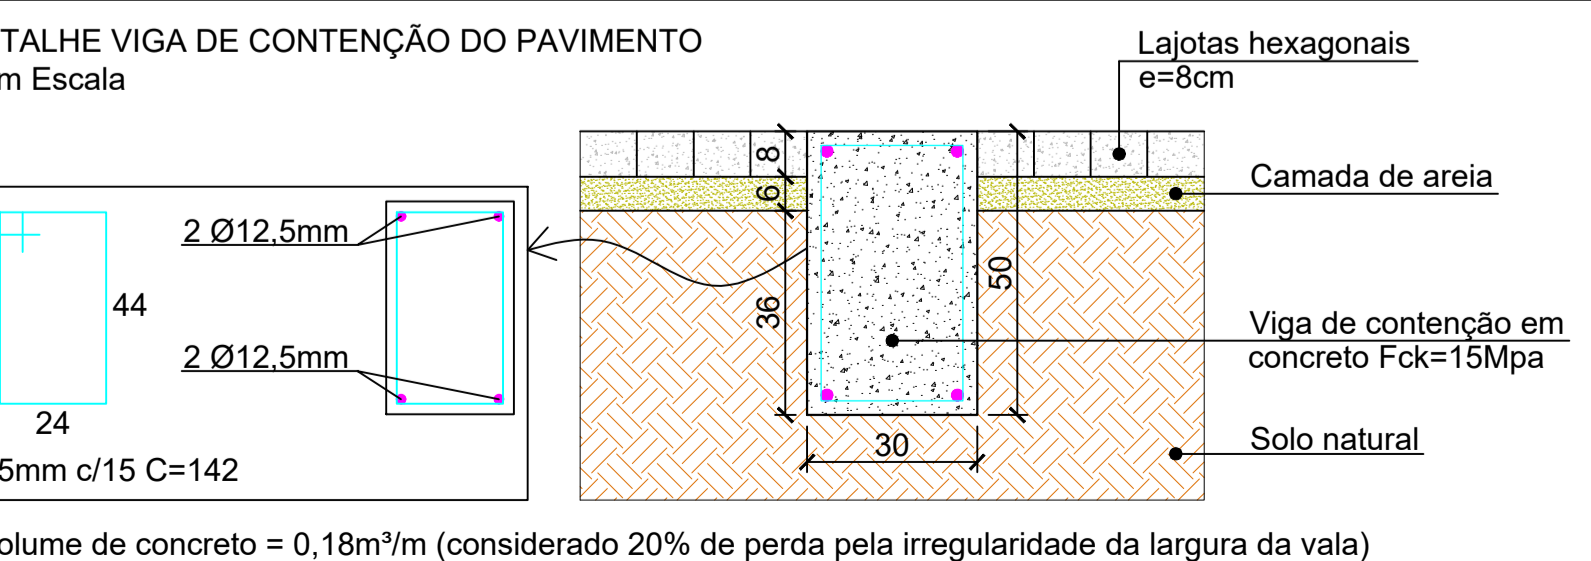 TALHE VIGA DE CONTENÇÃO DO PAVIMENTO
m Escala
Lajotas hexagonais
e=8cm
8
6
36
50
30
Camada de areia
Viga de contenção em
concreto Fck=15Mpa
Solo natural
2 Ø12,5mm
44
2 Ø12,5mm
24
5mm c/15 C=142
olume de concreto = 0,18m³/m (considerado 20% de perda pela irregularidade da largura da vala)